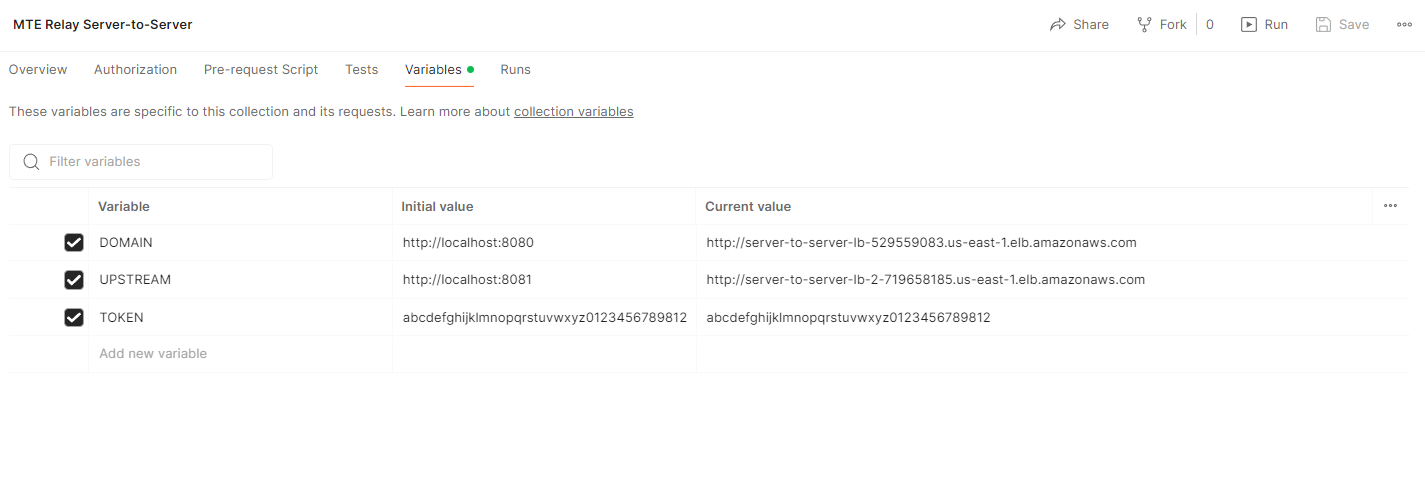 MTE Relay Server-to-Server
Share Fork 0 Run Save
Overview Authorization Pre-request Script Tests Variables Runs
These variables are specific to this collection and its requests. Learn more about collection variables
Filter variables
Variable Initial value Current value
DOMAIN http://localhost:8080 http://server-to-server-lb-529559083.us-east-1.elb.amazonaws.com
UPSTREAM http://localhost:8081 http://server-to-server-lb-2-719658185.us-east-1.elb.amazonaws.com
TOKEN abcdefghijklmnopqrstuvwxyz0123456789812 abcdefghijklmnopqrstuvwxyz0123456789812
Add new variable